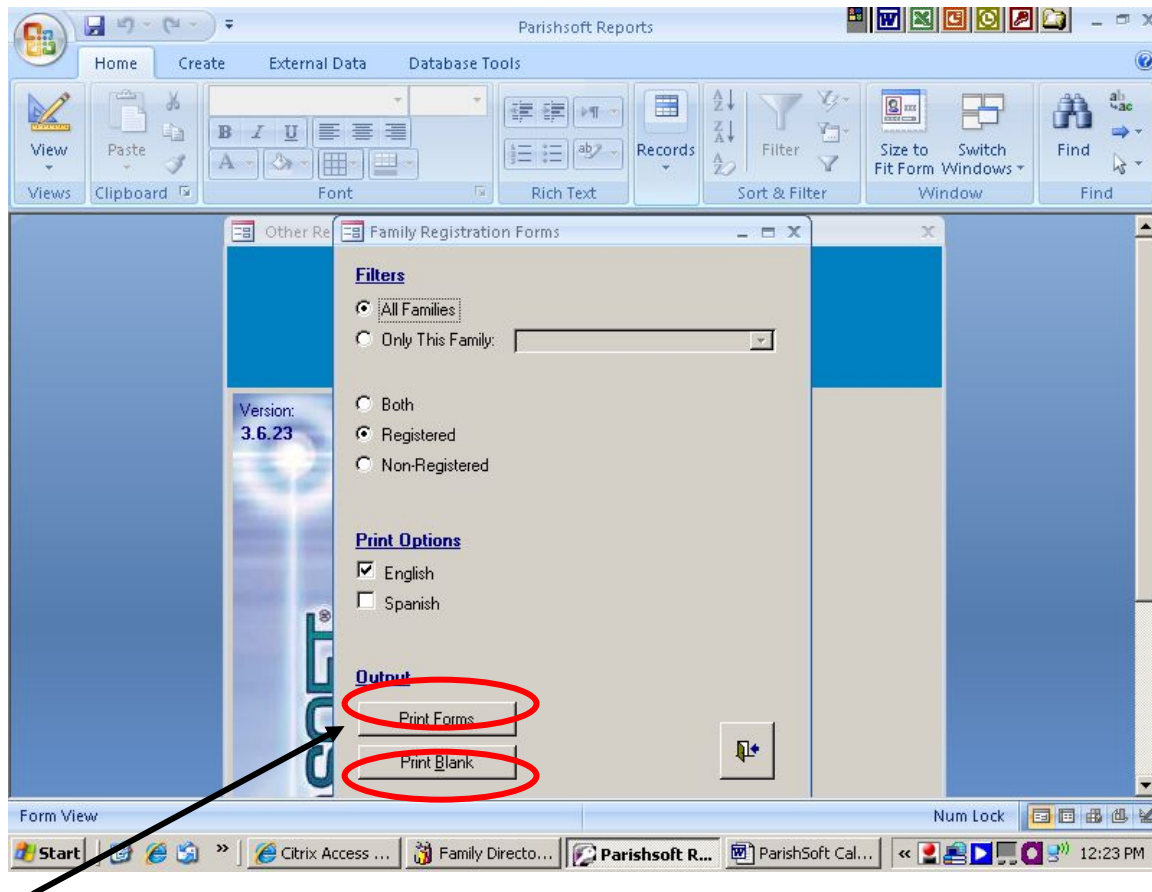 Parishsoft Reports
Home Create External Data Database Tools
View Paste B I U A Records Filter Size to Fit Form Switch Windows Find
Views Clipboard Font Rich Text Sort & Filter Window Find
Other Re Family Registration Forms
Filters
All Families
Only This Family:
Version:
3.6.23
Both
Registered
Non-Registered
Print Options
English
Spanish
Output
Print Forms
Print Blank
Form View Num Lock
Start Citrix Access ... Family Directo... Parishsoft R... ParishSoft Cal... 12:23 PM